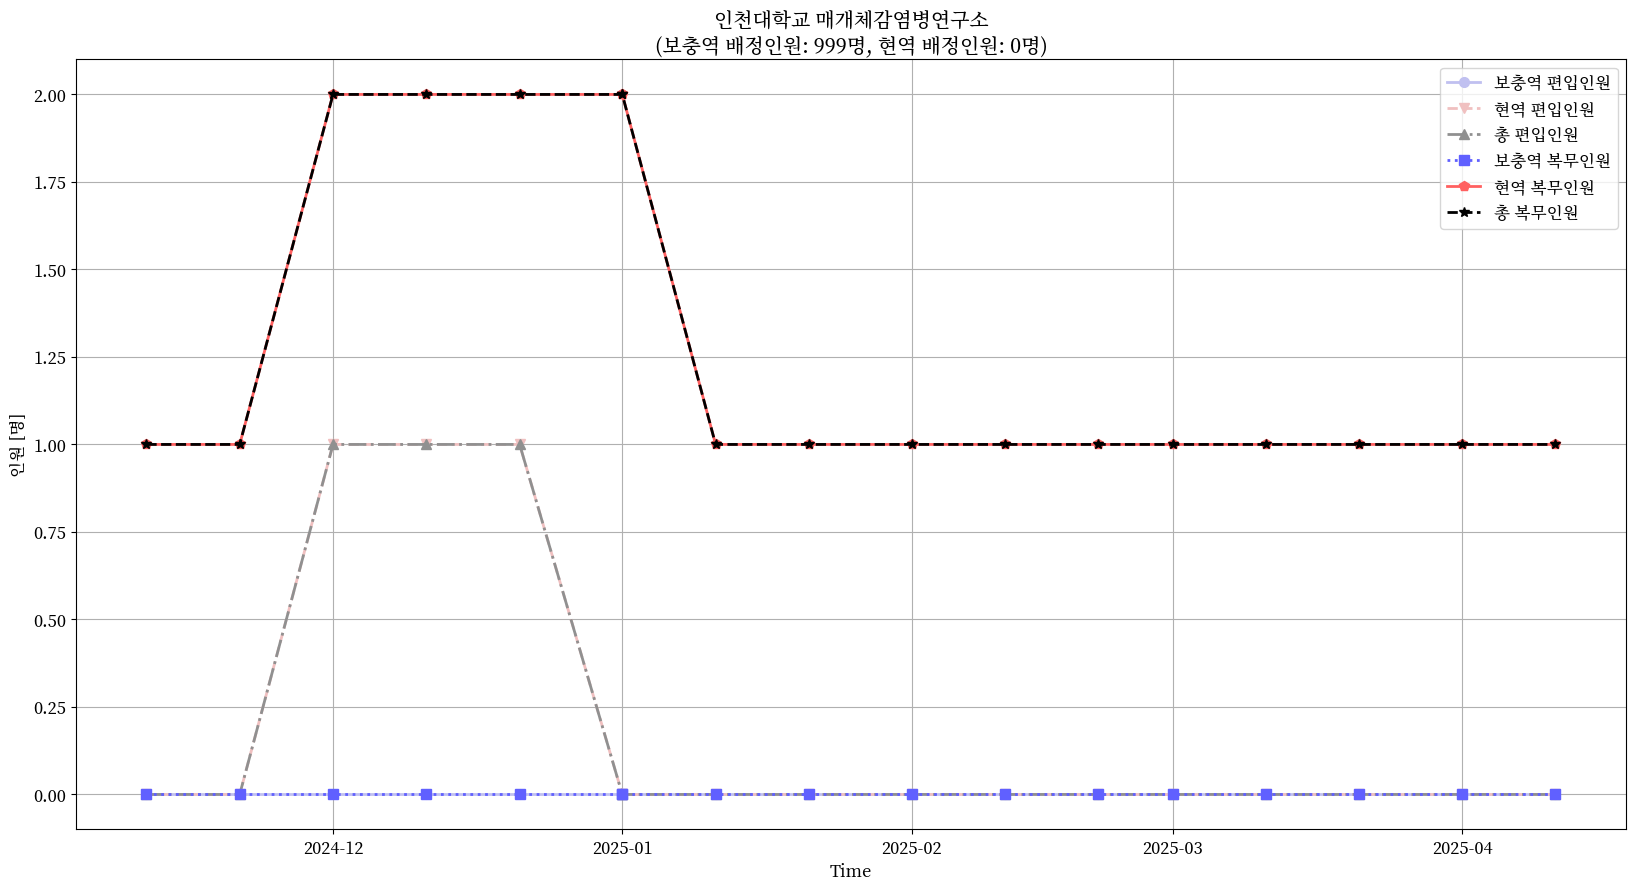 인천대학교 매개체감염병연구소
(보충역 배정인원: 999명, 현역 배정인원: 0명)
보충역 편입인원
현역 편입인원
총 편입인원
보충역 복무인원
현역 복무인원
총 복무인원
인원 [명]
2.00
1.75
1.50
1.25
1.00
0.75
0.50
0.25
0.00
2024-12
2025-01
2025-02
2025-03
2025-04
Time